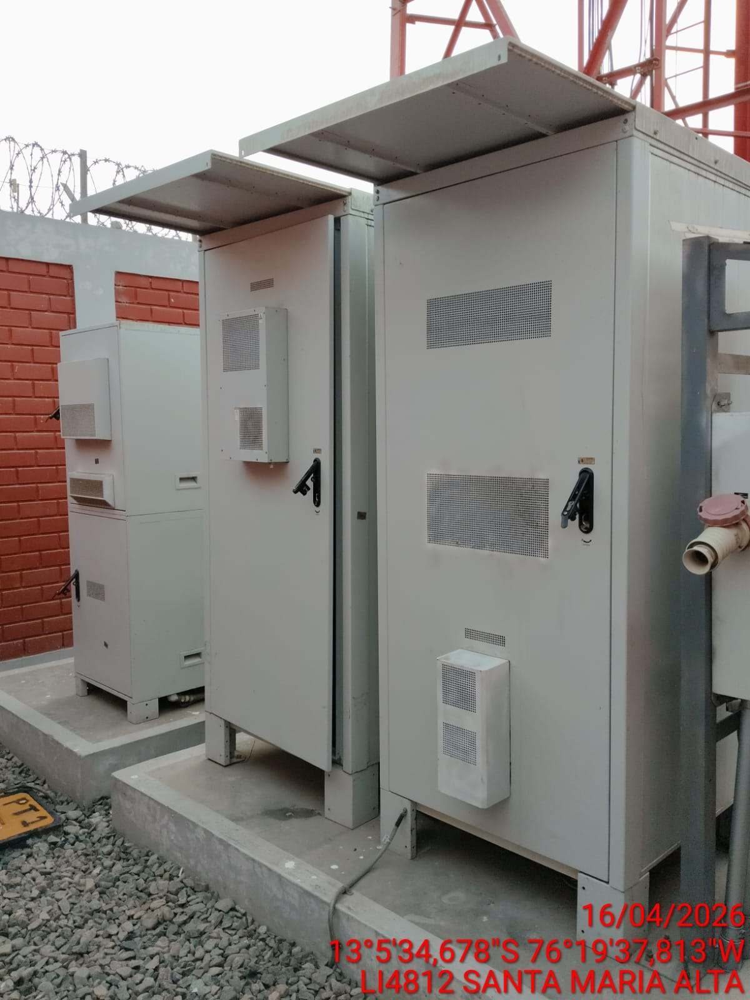 PT1
16/04/2026
13°5'34,678"S 76°19'37,813"W
LI4812 SANTA MARIA ALTA